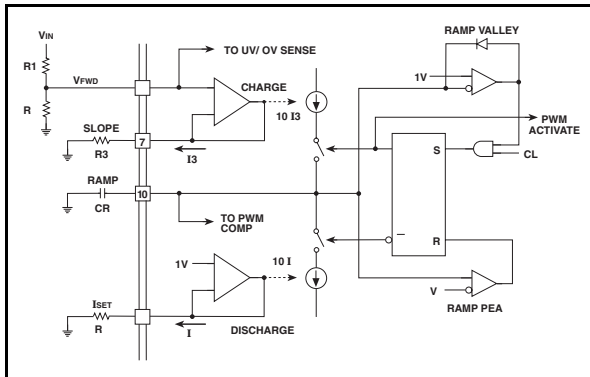 RAMP VALLEY
VIN
R1
VFWD
R
TO UV/ OV SENSE
CHARGE
10 I3
1V
PWM
ACTIVATE
CL
S
SLOPE
R3
7
I3
RAMP
CR
10
TO PWM
COMP
R
1V
10 I
V
RAMP PEA
ISET
R
I
DISCHARGE